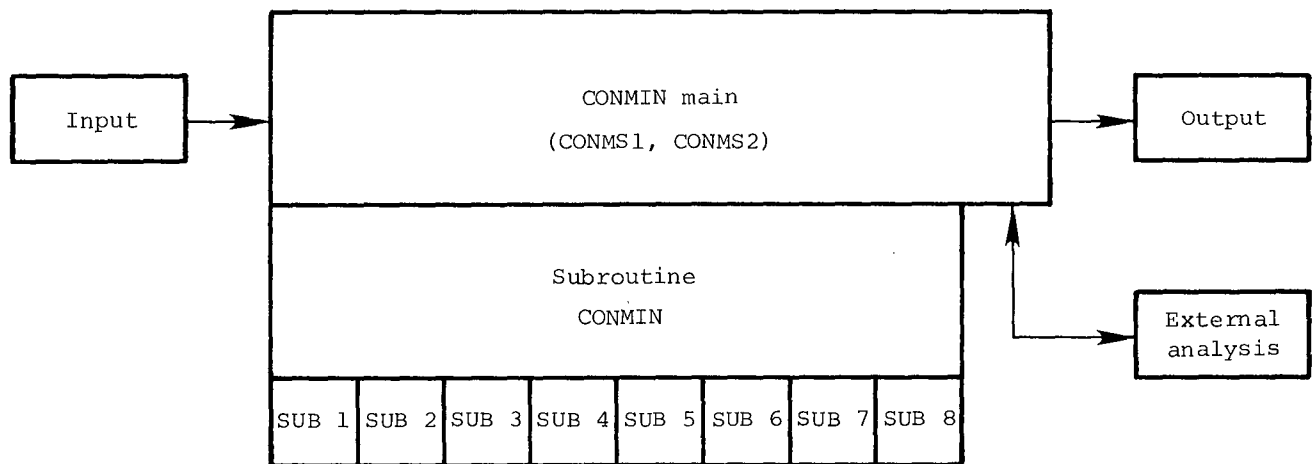 Input
CONMIN main
(CONMS1, CONMS2)
Output
Subroutine
CONMIN
External
analysis
SUB 1 SUB 2 SUB 3 SUB 4 SUB 5 SUB 6 SUB 7 SUB 8